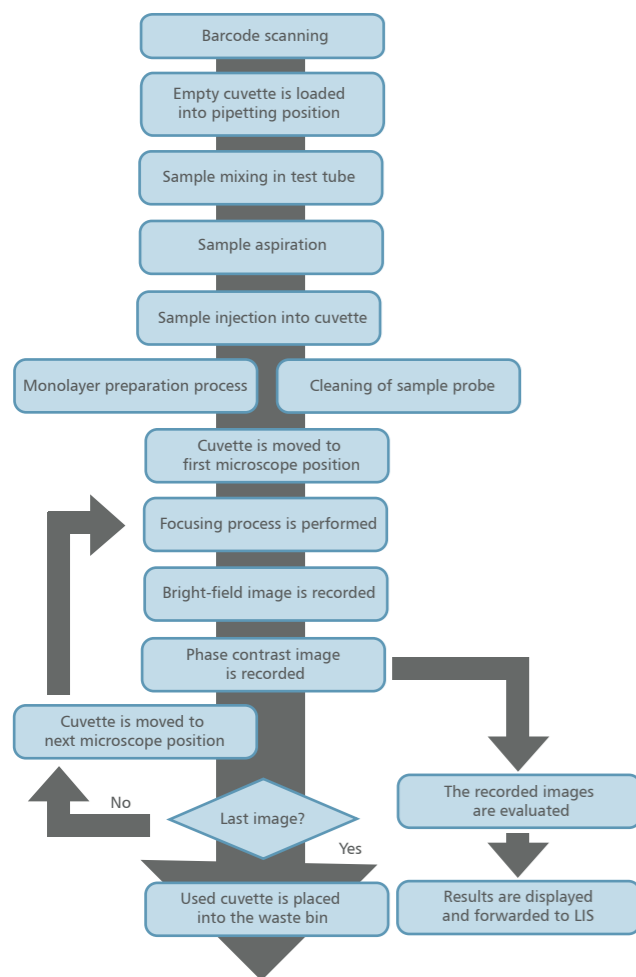 Barcode scanning
Empty cuvette is loaded
into pipetting position
Sample mixing in test tube
Sample aspiration
Sample injection into cuvette
Monolayer preparation process
Cleaning of sample probe
Cuvette is moved to
first microscope position
Focusing process is performed
Bright-field image is recorded
Phase contrast image
is recorded
Cuvette is moved to
next microscope position
No
Last image?
Yes
The recorded images
are evaluated
Used cuvette is placed
into the waste bin
Results are displayed
and forwarded to LIS